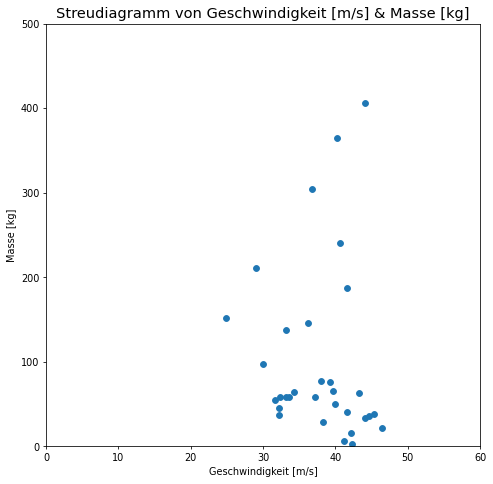 Streudiagramm von Geschwindigkeit [m/s] & Masse [kg]
500
400
300
200
100
0
Masse [kg]
0 10 20 30 40 50 60
Geschwindigkeit [m/s]